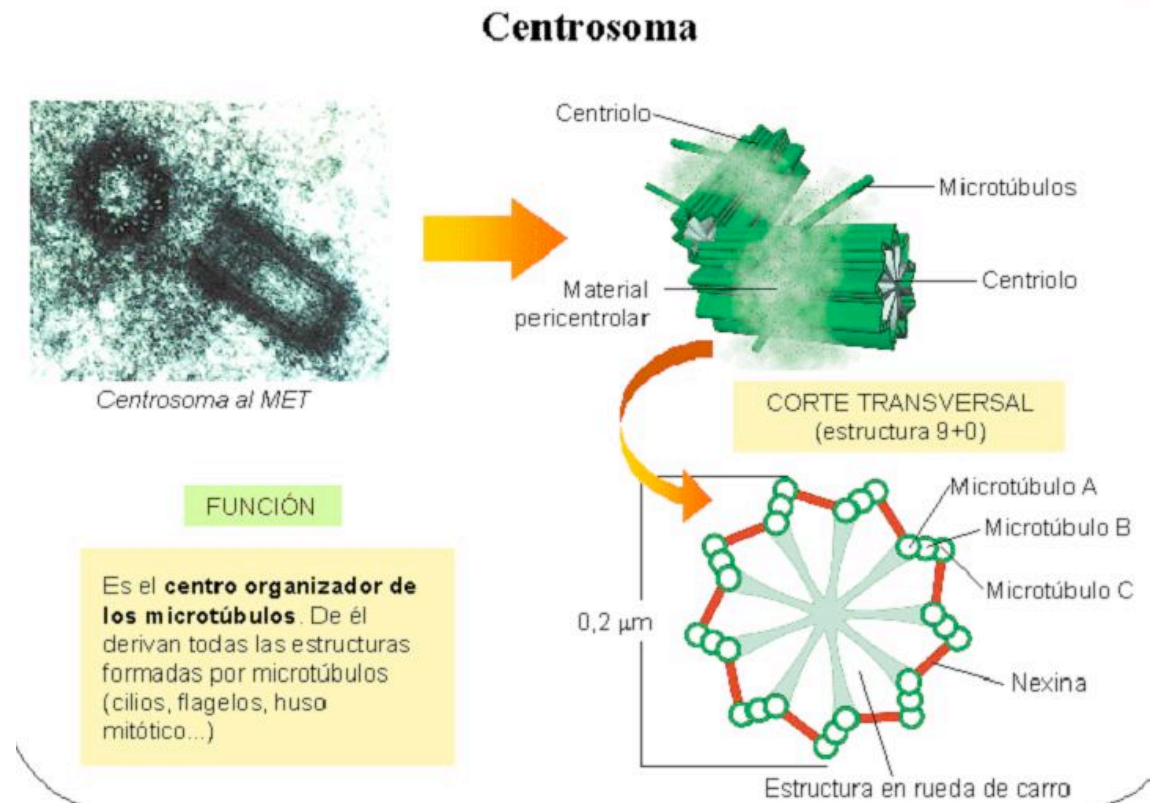 Centrosoma
Centriolo
Microtúbulos
Material
pericentrolar
Centriolo
Centrosoma al MET
CORTE TRANSVERSAL
(estructura 9+0)
FUNCIÓN
Es el centro organizador de
los microtúbulos. De él
derivan todas las estructuras
formadas por microtúbulos
(cilios, flagelos, huso
mitótico...)
0,2 µm
Microtúbulo A
Microtúbulo B
Microtúbulo C
Nexina
Estructura en rueda de carro